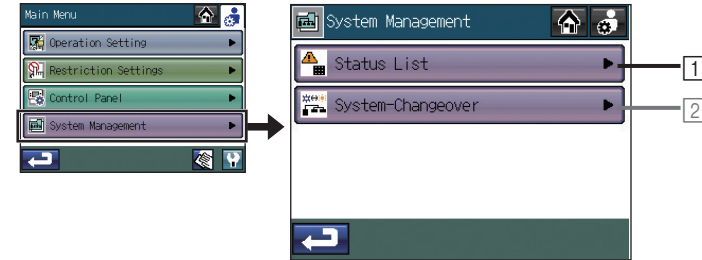 Main Menu
Operation Setting
Restriction Settings
Control Panel
System Management
System Management
Status List
System-Changeover
1
2